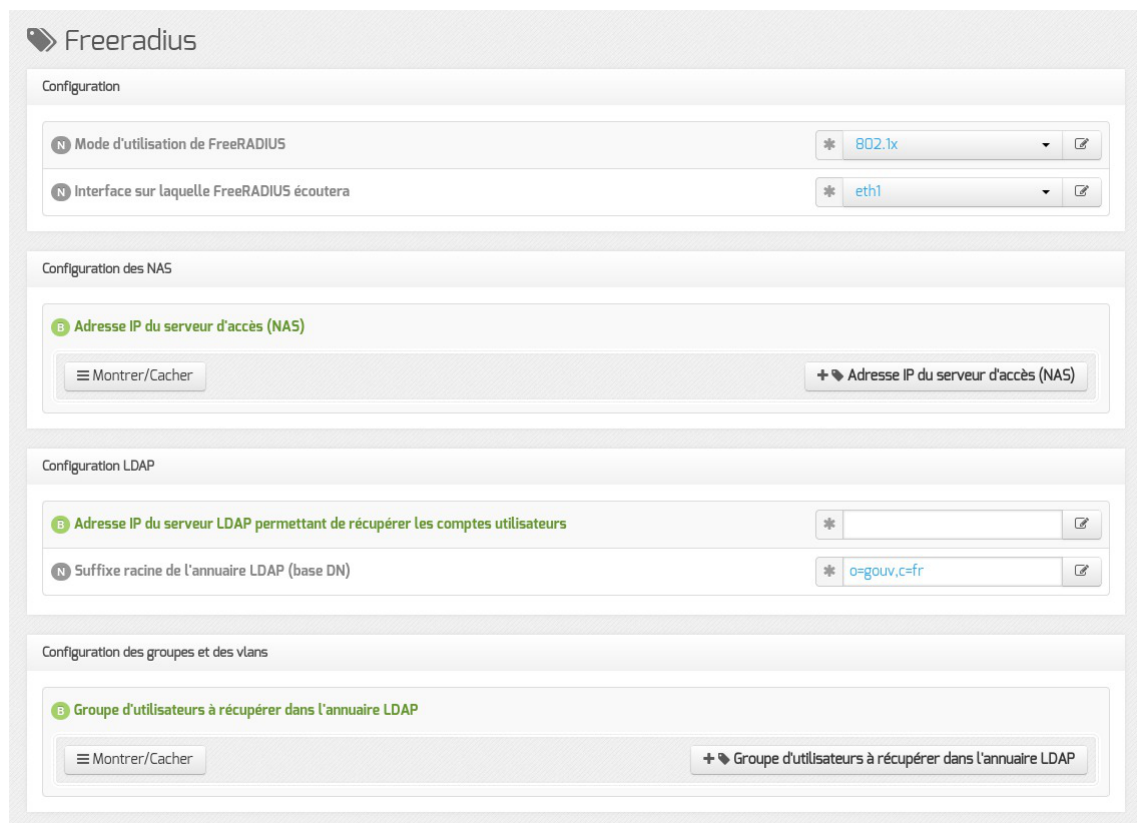 Freeradius
Configuration
N Mode d'utilisation de FreeRADIUS * 802.1x
N Interface sur laquelle FreeRADIUS écoutera * eth1
Configuration des NAS
B Adresse IP du serveur d'accès (NAS)
Montrer/Cacher + Adresse IP du serveur d'accès (NAS)
Configuration LDAP
B Adresse IP du serveur LDAP permettant de récupérer les comptes utilisateurs *
N Suffixe racine de l'annuaire LDAP (base DN) * o=gouv,c=fr
Configuration des groupes et des vlans
B Groupe d'utilisateurs à récupérer dans l'annuaire LDAP
Montrer/Cacher + Groupe d'utilisateurs à récupérer dans l'annuaire LDAP